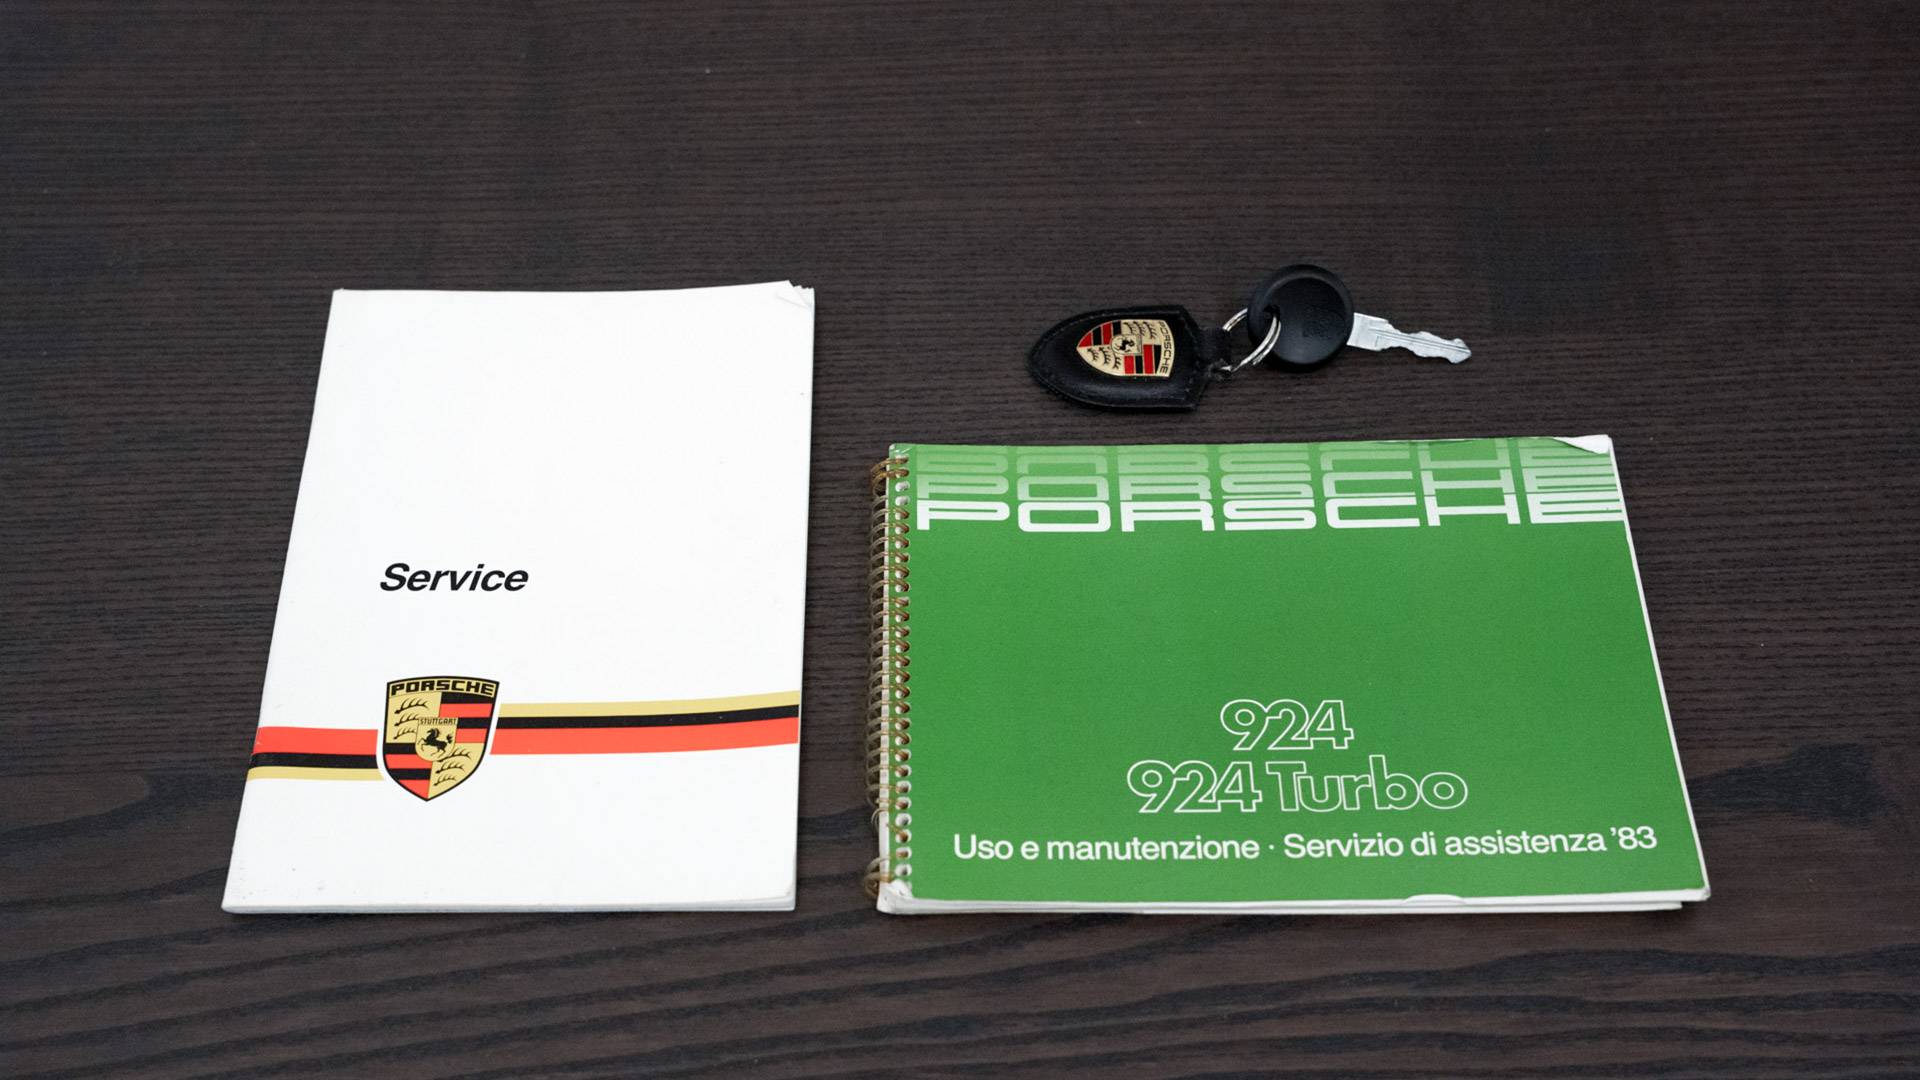 Service
PORSCHE
STUTTGART
PORSCHE
PORSCHE
PORSCHE
PORSCHE
924
924 Turbo
Uso e manutenzione · Servizio di assistenza '83